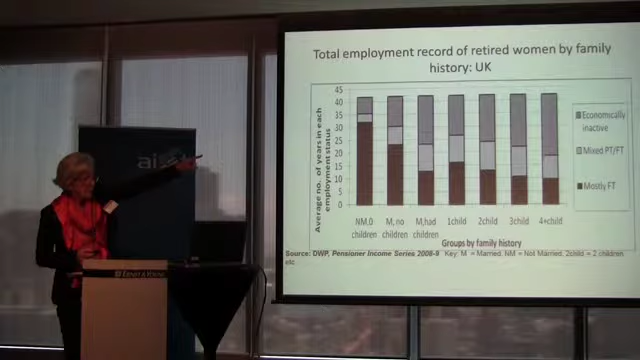 Total employment record of retired women by family
history: UK
Average no. of years in each
employment status
45
40
35
30
25
20
15
10
5
0
NM,0 children
M, no children
M,had children
1child
2child
3child
4+child
Groups by family history
Economically inactive
Mixed PT/FT
Mostly FT
Source: DWP, Pensioner Income Series 2008-9 Key: M = Married. NM = Not Married, 2child = 2 children
etc
ERNST & YOUNG